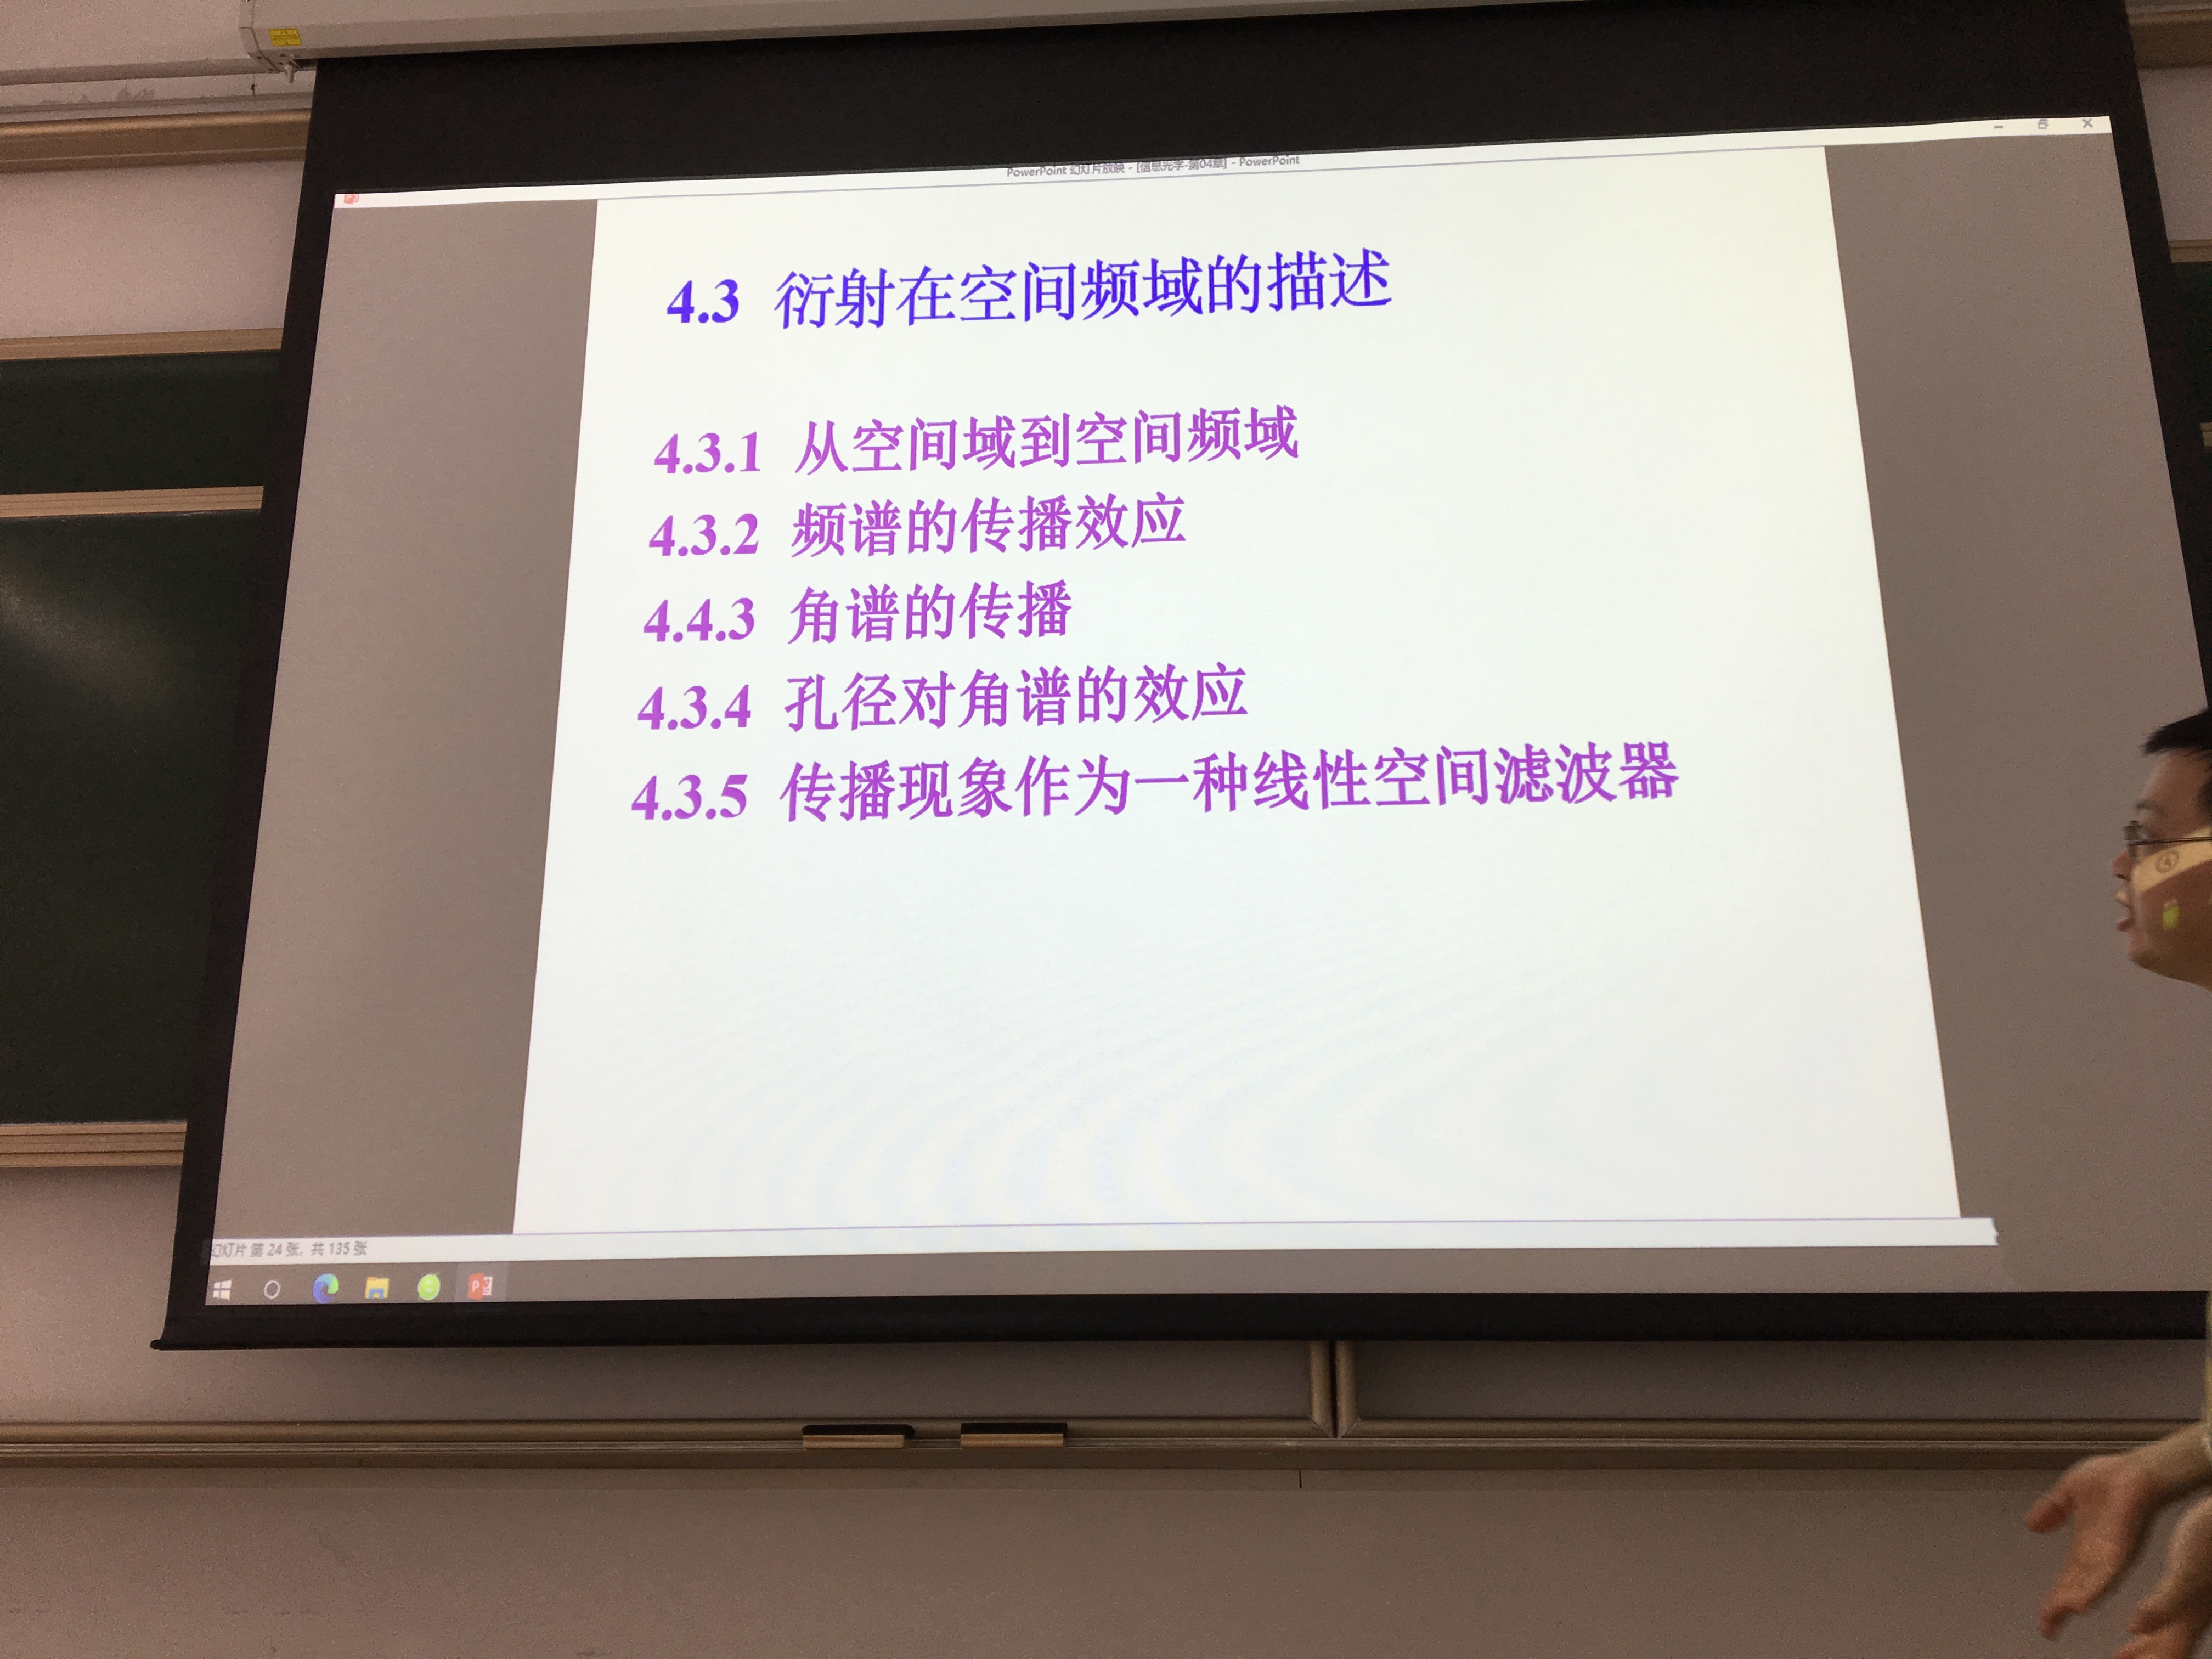 PowerPoint 幻灯片放映 - [信息光学-第04章] - PowerPoint
4.3 衍射在空间频域的描述
4.3.1 从空间域到空间频域
4.3.2 频谱的传播效应
4.4.3 角谱的传播
4.3.4 孔径对角谱的效应
4.3.5 传播现象作为一种线性空间滤波器
幻灯片 第 24 张, 共 135 张